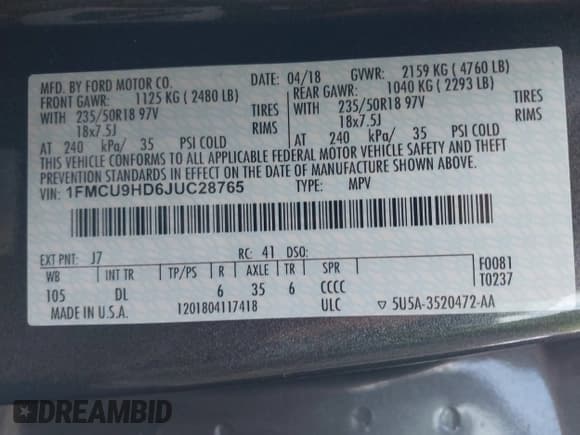 MFD. BY FORD MOTOR CO. DATE: 04/18 GVWR: 2159 KG ( 4760 LB)
FRONT GAWR: 1125 KG ( 2480 LB) REAR GAWR: 1040 KG ( 2293 LB)
WITH 235/50R18 97V TIRES WITH 235/50R18 97V TIRES
18x7.5J RIMS 18x7.5J RIMS
AT 240 kPa/ 35 PSI COLD AT 240 kPa/ 35 PSI COLD
THIS VEHICLE CONFORMS TO ALL APPLICABLE FEDERAL MOTOR VEHICLE SAFETY AND THEFT
PREVENTION STANDARDS IN EFFECT ON THE DATE OF MANUFACTURE SHOWN ABOVE.
VIN: 1FMCU9HD6JUC28765 TYPE: MPV
EXT PNT: J7 RC: 41 DSO: F0081
WB INT TR TP/PS R AXLE TR SPR T0237
105 DL 6 35 6 CCCC
MADE IN U.S.A. 1201804117418 ULC ▽ 5U5A-3520472-AA
DREAMBID